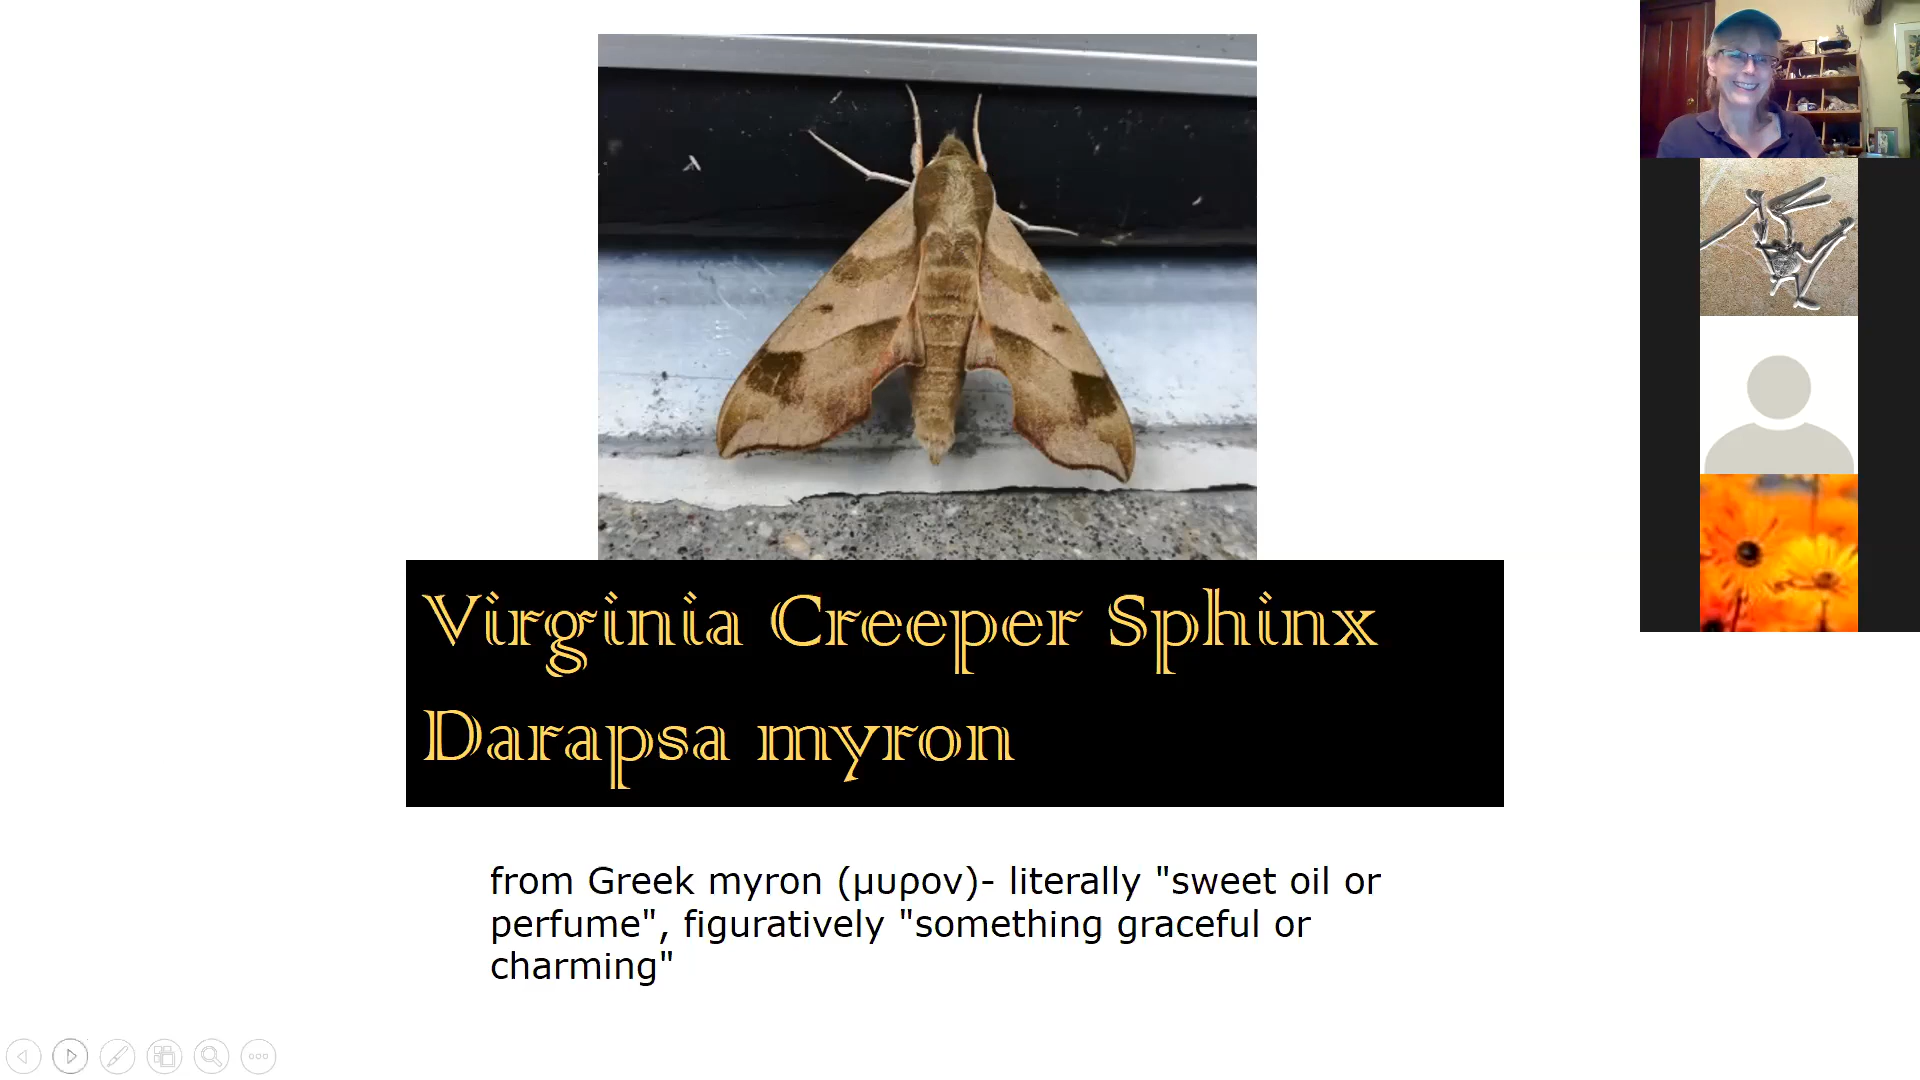 Virginia Creeper Sphinx
Darapsa myron
from Greek myron (μυρον)- literally "sweet oil or
perfume", figuratively "something graceful or
charming"